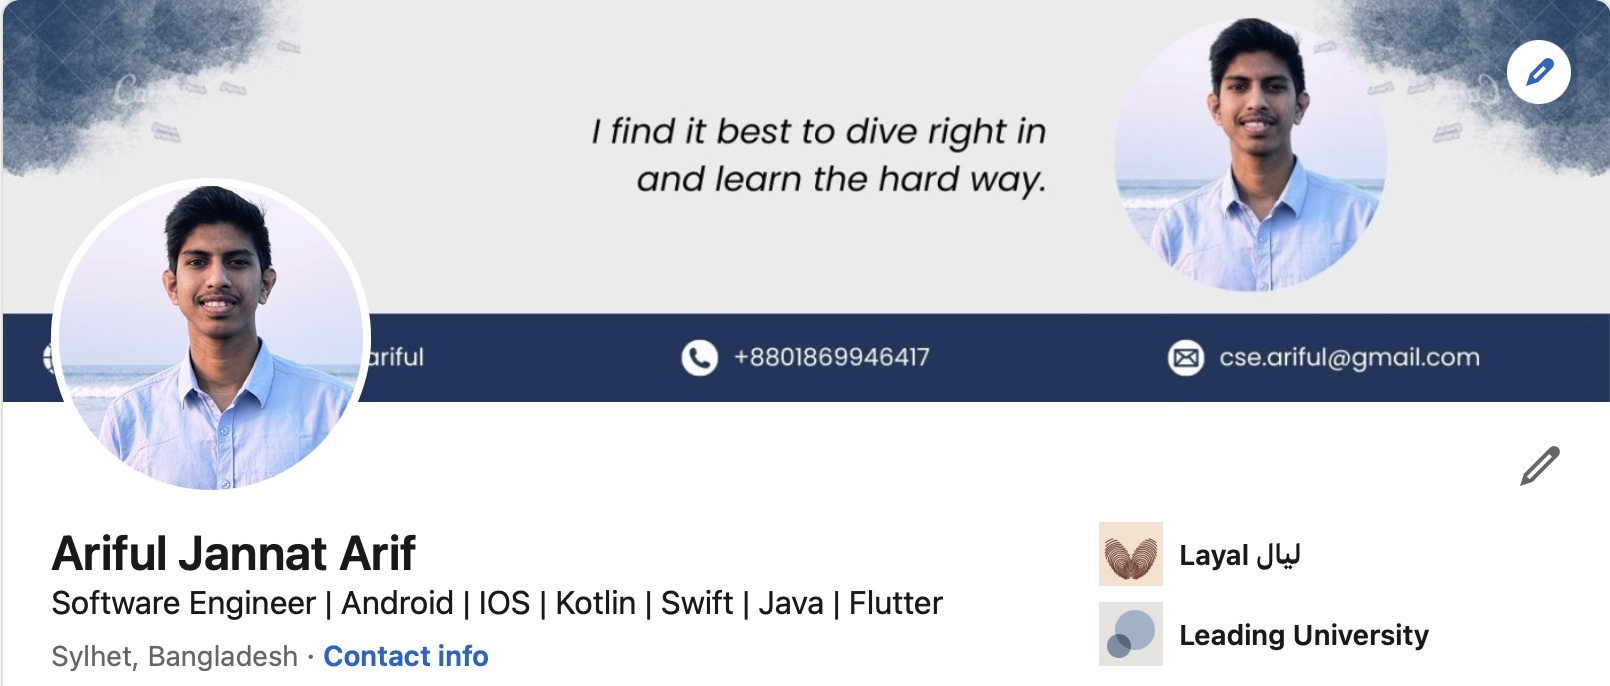 I find it best to dive right in
and learn the hard way.
ariful
+8801869946417
cse.ariful@gmail.com
Ariful Jannat Arif
Software Engineer | Android | IOS | Kotlin | Swift | Java | Flutter
Sylhet, Bangladesh · Contact info
Layal ليال
Leading University